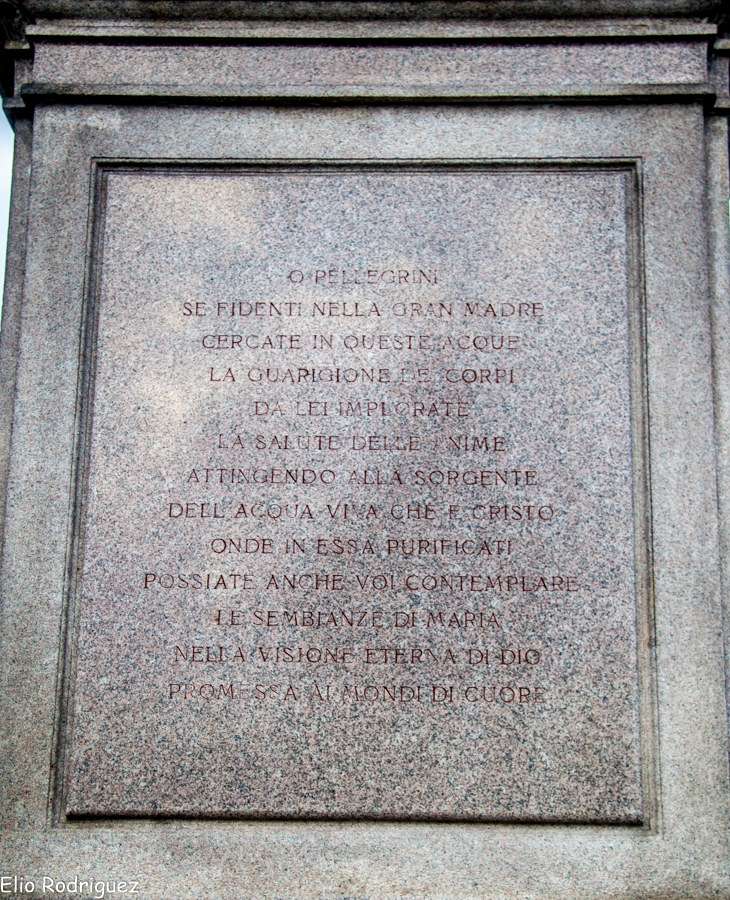 O PELLEGRINI
SE FIDENTI NELLA GRAN MADRE
CERCATE IN QUESTE ACQUE
LA GUARIGIONE DE' CORPI
DA LEI IMPLORATE
LA SALUTE DELLE ANIME
ATTINGENDO ALLA SORGENTE
DELL'ACQUA VIVA CHE E CRISTO
ONDE IN ESSA PURIFICATI
POSSIATE ANCHE VOI CONTEMPLARE
LE SEMBIANZE DI MARIA
NELLA VISIONE ETERNA DI DIO
PROMESSA AI MONDI DI CUORE
Elio Rodriguez